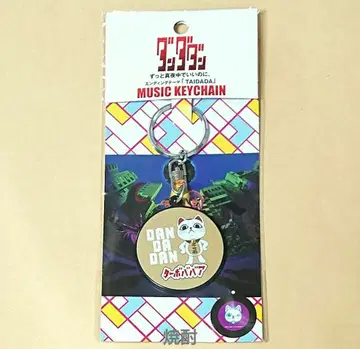 ダンダダン
ずっと真夜中でいいのに。
エンディングテーマ「TAIDADA」
MUSIC KEYCHAIN
DAN
DA
DAN
ターボババア
焼酎